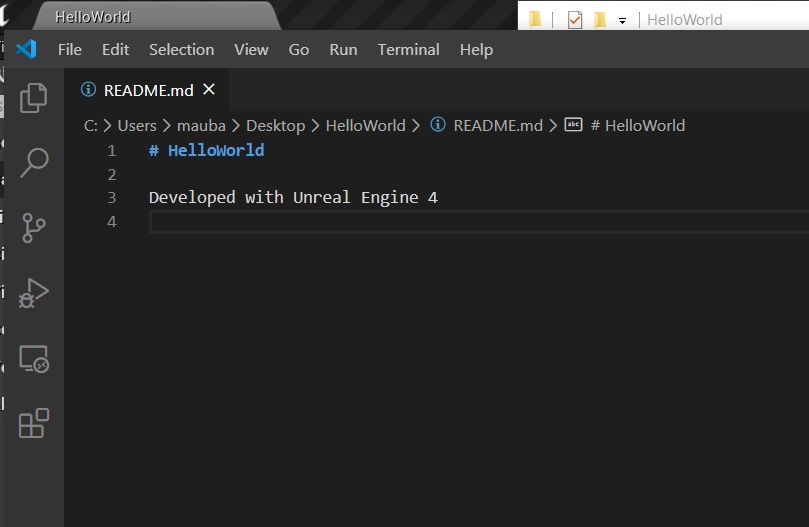 HelloWorld
HelloWorld
File Edit Selection View Go Run Terminal Help
README.md
C: > Users > mauba > Desktop > HelloWorld > README.md > abc # HelloWorld
1 # HelloWorld
2
3 Developed with Unreal Engine 4
4